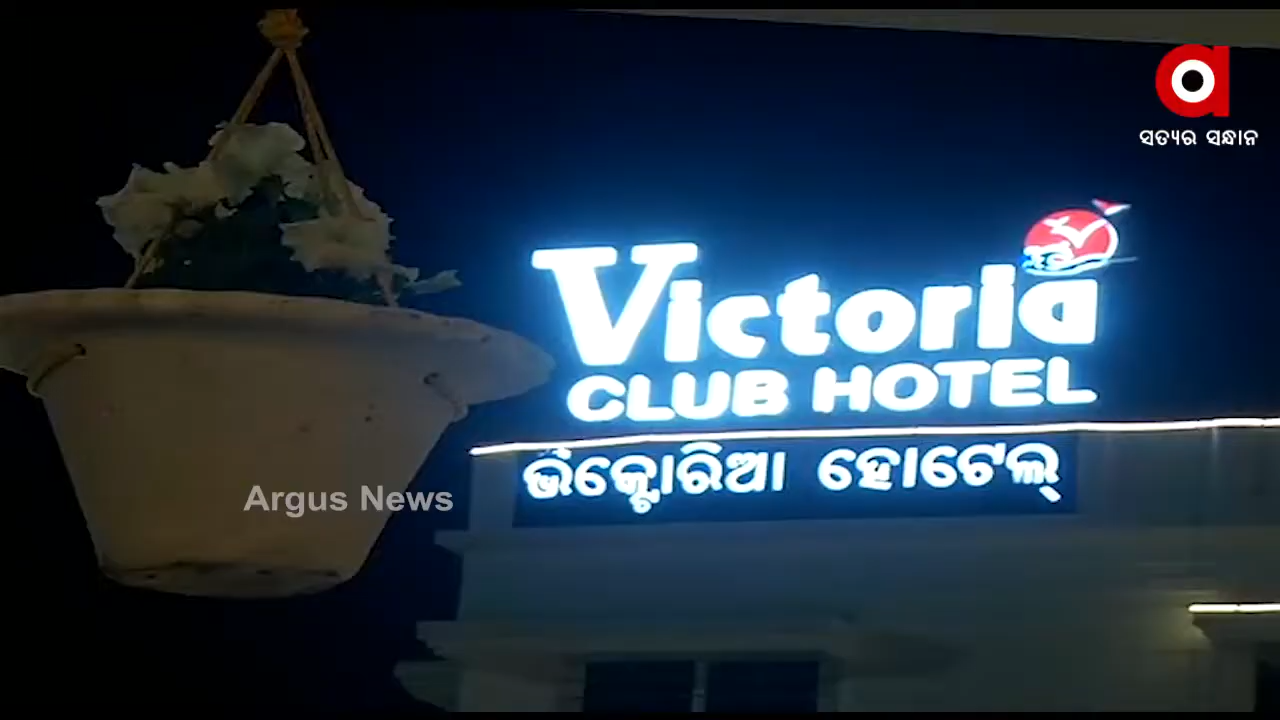 ସତ୍ୟର ସନ୍ଧାନ
Victoria
CLUB HOTEL
ଭିକ୍ଟୋରିଆ ହୋଟେଲ୍
Argus News